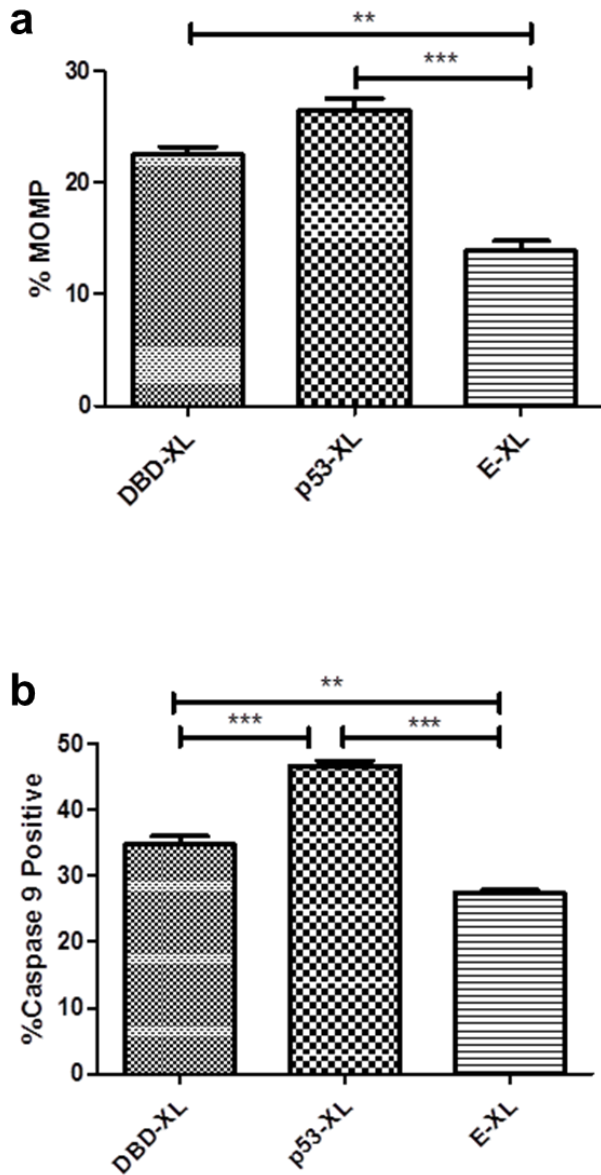 a
**
***
30
20
10
0
% MOMP
DBD-XL
p53-XL
E-XL
b
**
***
***
50
40
30
20
10
0
%Caspase 9 Positive
DBD-XL
p53-XL
E-XL